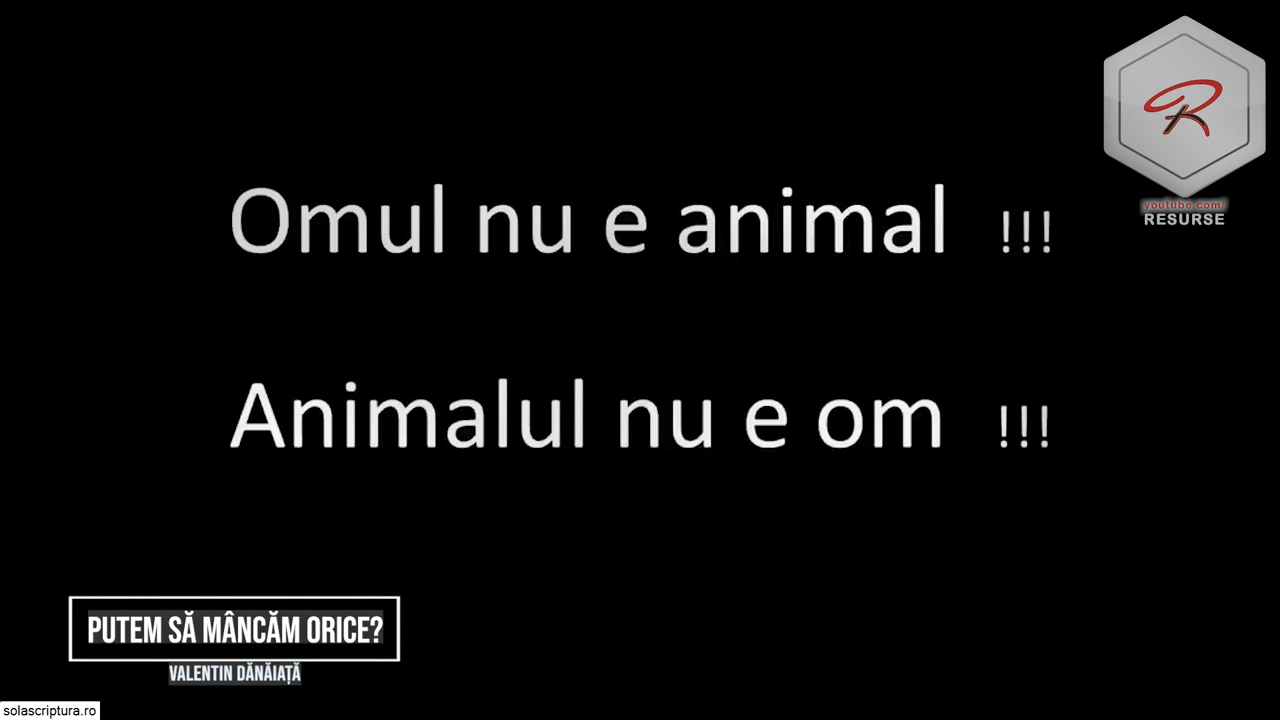 Omul nu e animal !!!
Animalul nu e om !!!
R
youtube.com/
RESURSE
PUTEM SĂ MÂNCĂM ORICE?
VALENTIN DĂNĂIAȚĂ
solascriptura.ro